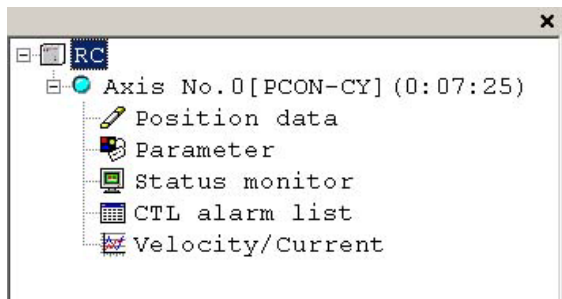 RC
Axis No.0[PCON-CY](0:07:25)
Position data
Parameter
Status monitor
CTL alarm list
Velocity/Current